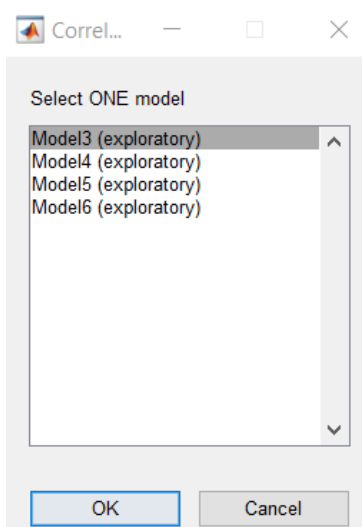 Correl...
Select ONE model
Model3 (exploratory)
Model4 (exploratory)
Model5 (exploratory)
Model6 (exploratory)
OK Cancel